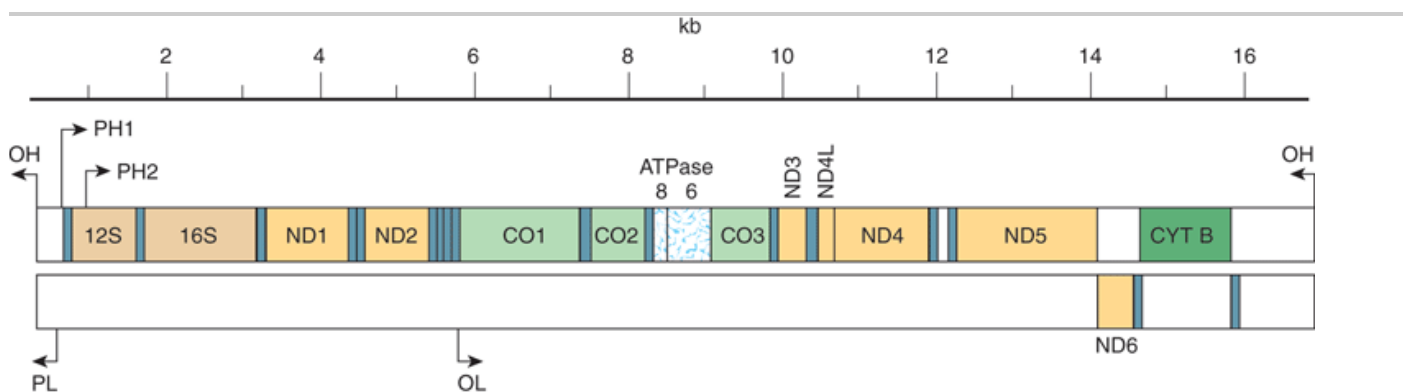 kb
2 4 6 8 10 12 14 16
PH1
OH PH2 ATPase ND3 ND4L OH
8 6
12S 16S ND1 ND2 CO1 CO2 CO3 ND4 ND5 CYT B
ND6
PL OL